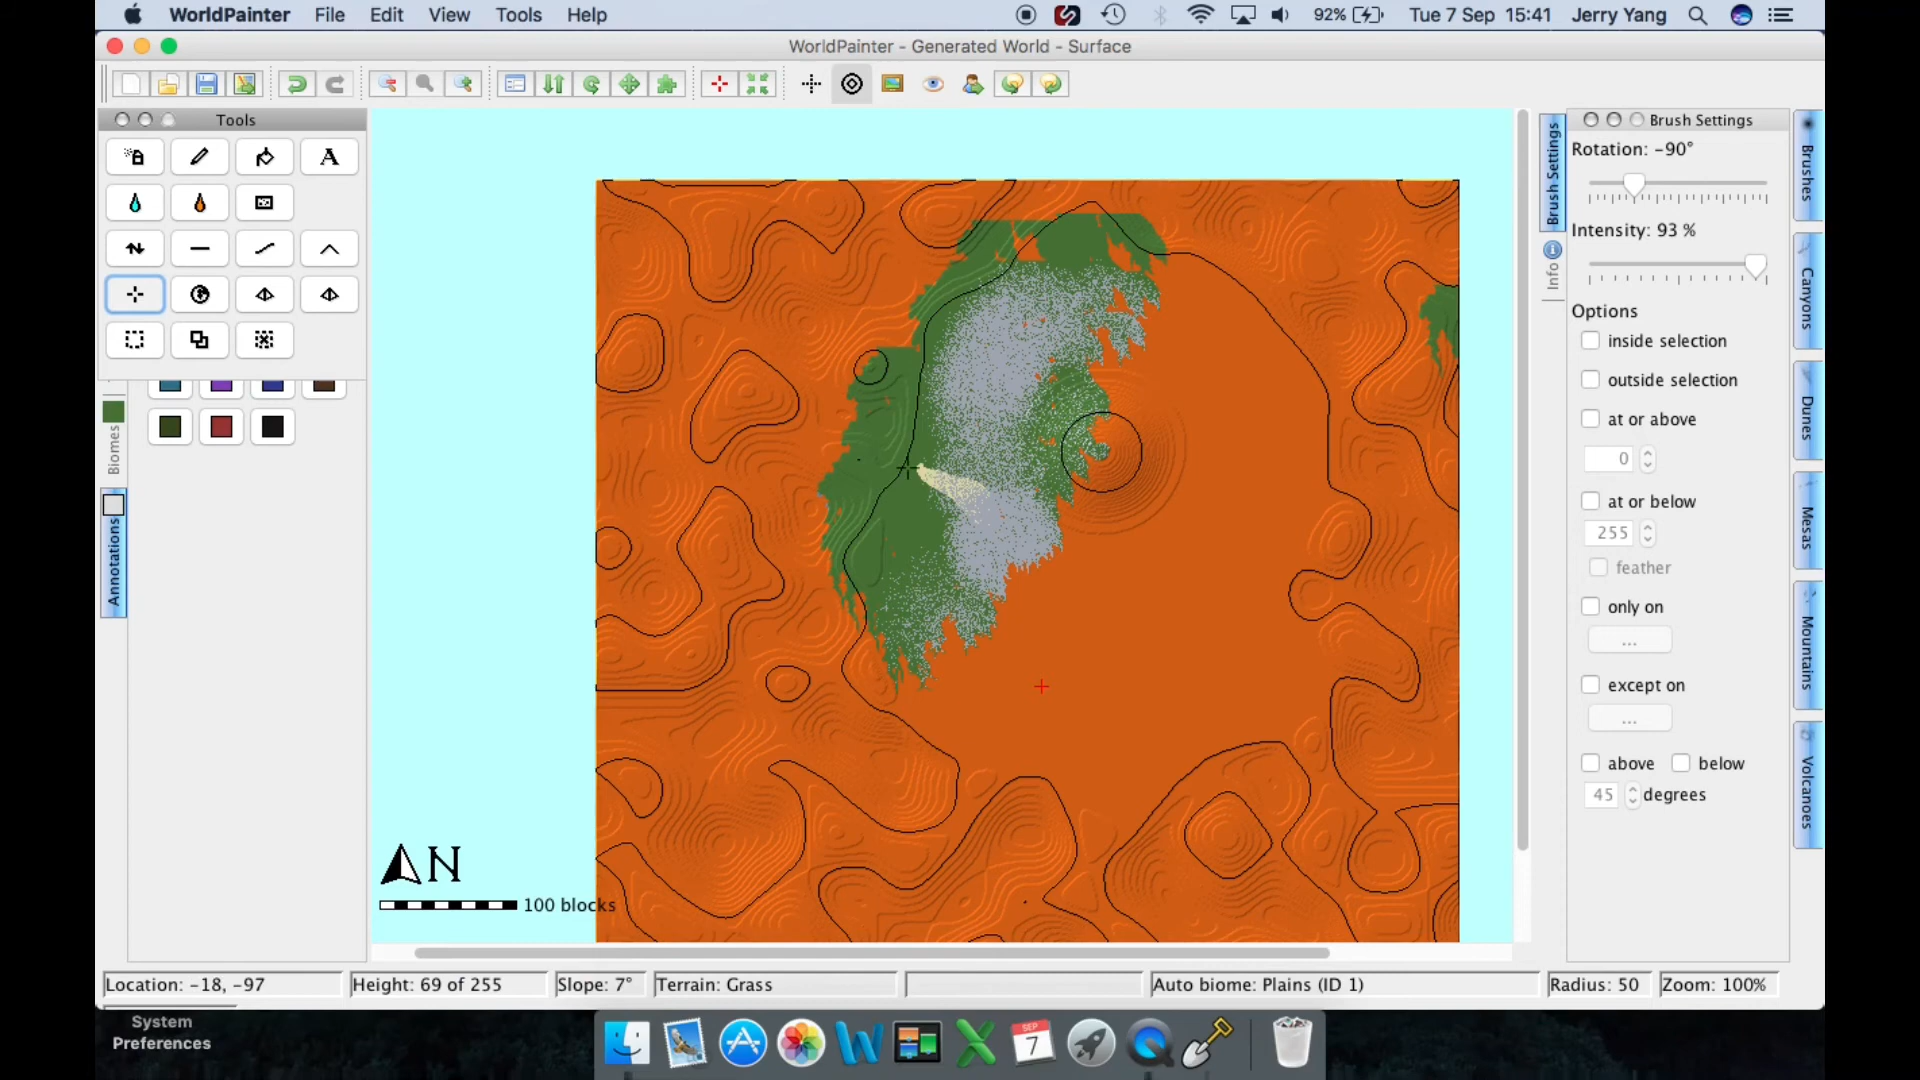 WorldPainter File Edit View Tools Help 92% Tue 7 Sep 15:41 Jerry Yang
WorldPainter - Generated World - Surface
Tools
A
Biomes
Annotations
N
100 blocks
Brush Settings
Info
Brush Settings
Rotation: -90°
Intensity: 93 %
Options
inside selection
outside selection
at or above
0
at or below
255
feather
only on
...
except on
...
above below
45 degrees
Brushes
Canyons
Dunes
Mesas
Mountains
Volcanoes
Location: -18, -97 Height: 69 of 255 Slope: 7° Terrain: Grass Auto biome: Plains (ID 1) Radius: 50 Zoom: 100%
System
Preferences
SEP
7